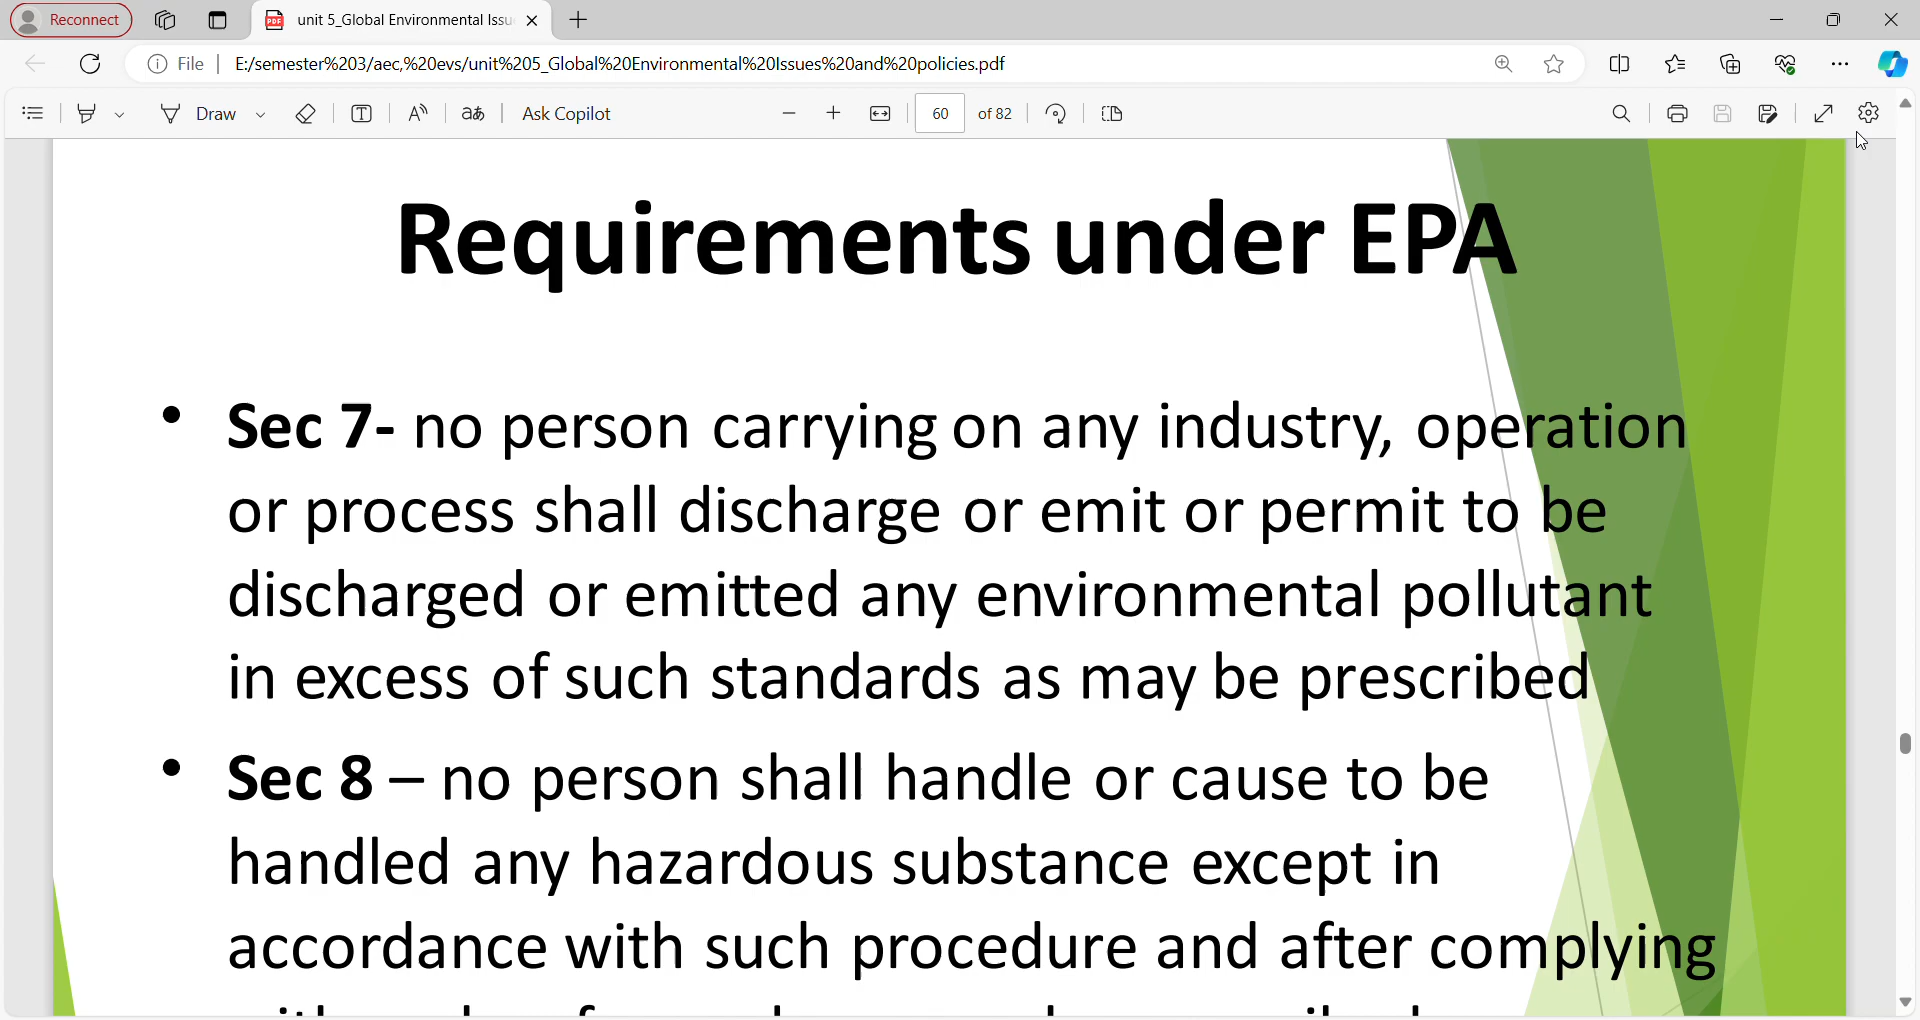 Reconnect
unit 5_Global Environmental Issu
File
E:/semester%203/aec,%20evs/unit%205_Global%20Environmental%20Issues%20and%20policies.pdf
Draw
Ask Copilot
60 of 82
Requirements under EPA
• Sec 7- no person carrying on any industry, operation
or process shall discharge or emit or permit to be
discharged or emitted any environmental pollutant
in excess of such standards as may be prescribed
• Sec 8 – no person shall handle or cause to be
handled any hazardous substance except in
accordance with such procedure and after complying